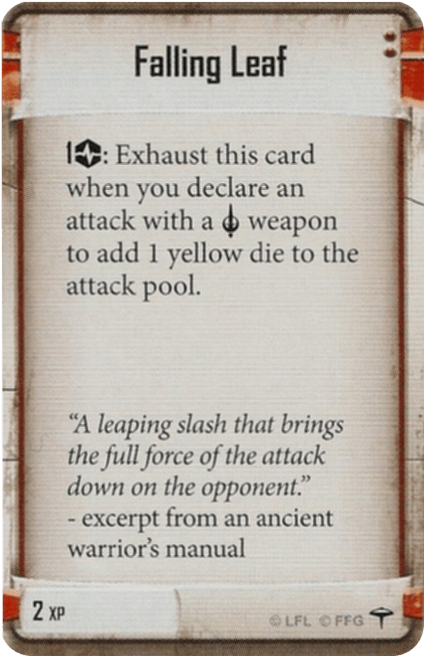 Falling Leaf
1: Exhaust this card
when you declare an
attack with a weapon
to add 1 yellow die to the
attack pool.
“A leaping slash that brings
the full force of the attack
down on the opponent.”
- excerpt from an ancient
warrior’s manual
2 XP
© LFL © FFG